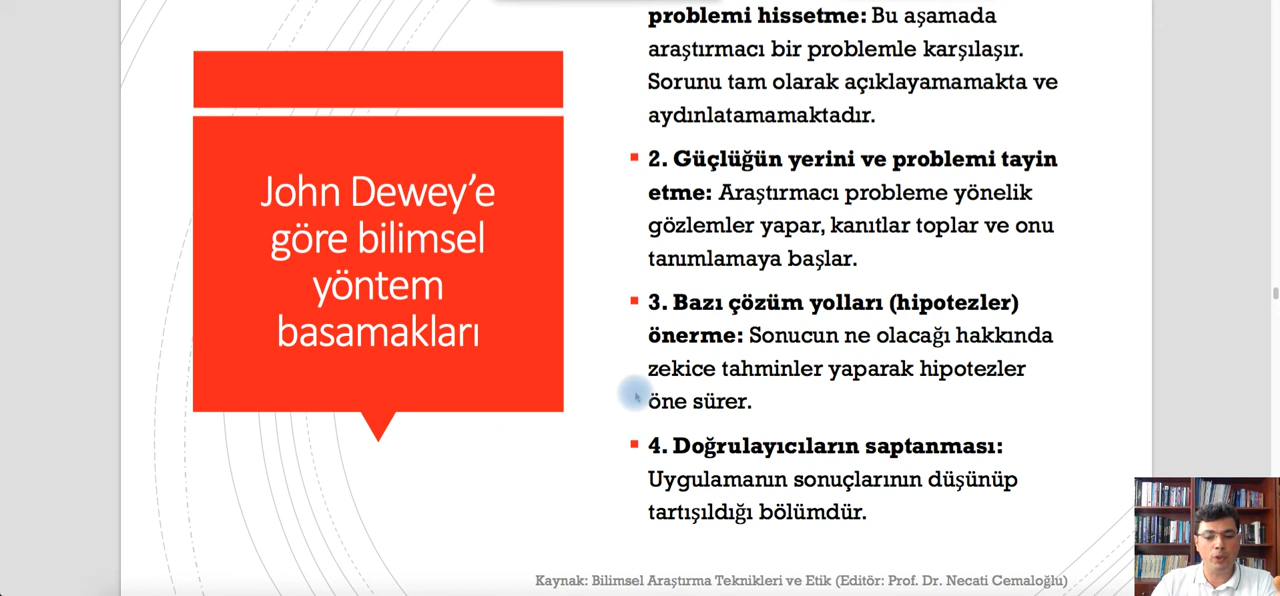 John Dewey’e
göre bilimsel
yöntem
basamakları
problemi hissetme: Bu aşamada
araştırmacı bir problemle karşılaşır.
Sorunu tam olarak açıklayamamakta ve
aydınlatamamaktadır.
2. Güçlüğün yerini ve problemi tayin
etme: Araştırmacı probleme yönelik
gözlemler yapar, kanıtlar toplar ve onu
tanımlamaya başlar.
3. Bazı çözüm yolları (hipotezler)
önerme: Sonucun ne olacağı hakkında
zekice tahminler yaparak hipotezler
öne sürer.
4. Doğrulayıcıların saptanması:
Uygulamanın sonuçlarının düşünüp
tartışıldığı bölümdür.
Kaynak: Bilimsel Araştırma Teknikleri ve Etik (Editör: Prof. Dr. Necati Cemaloğlu)